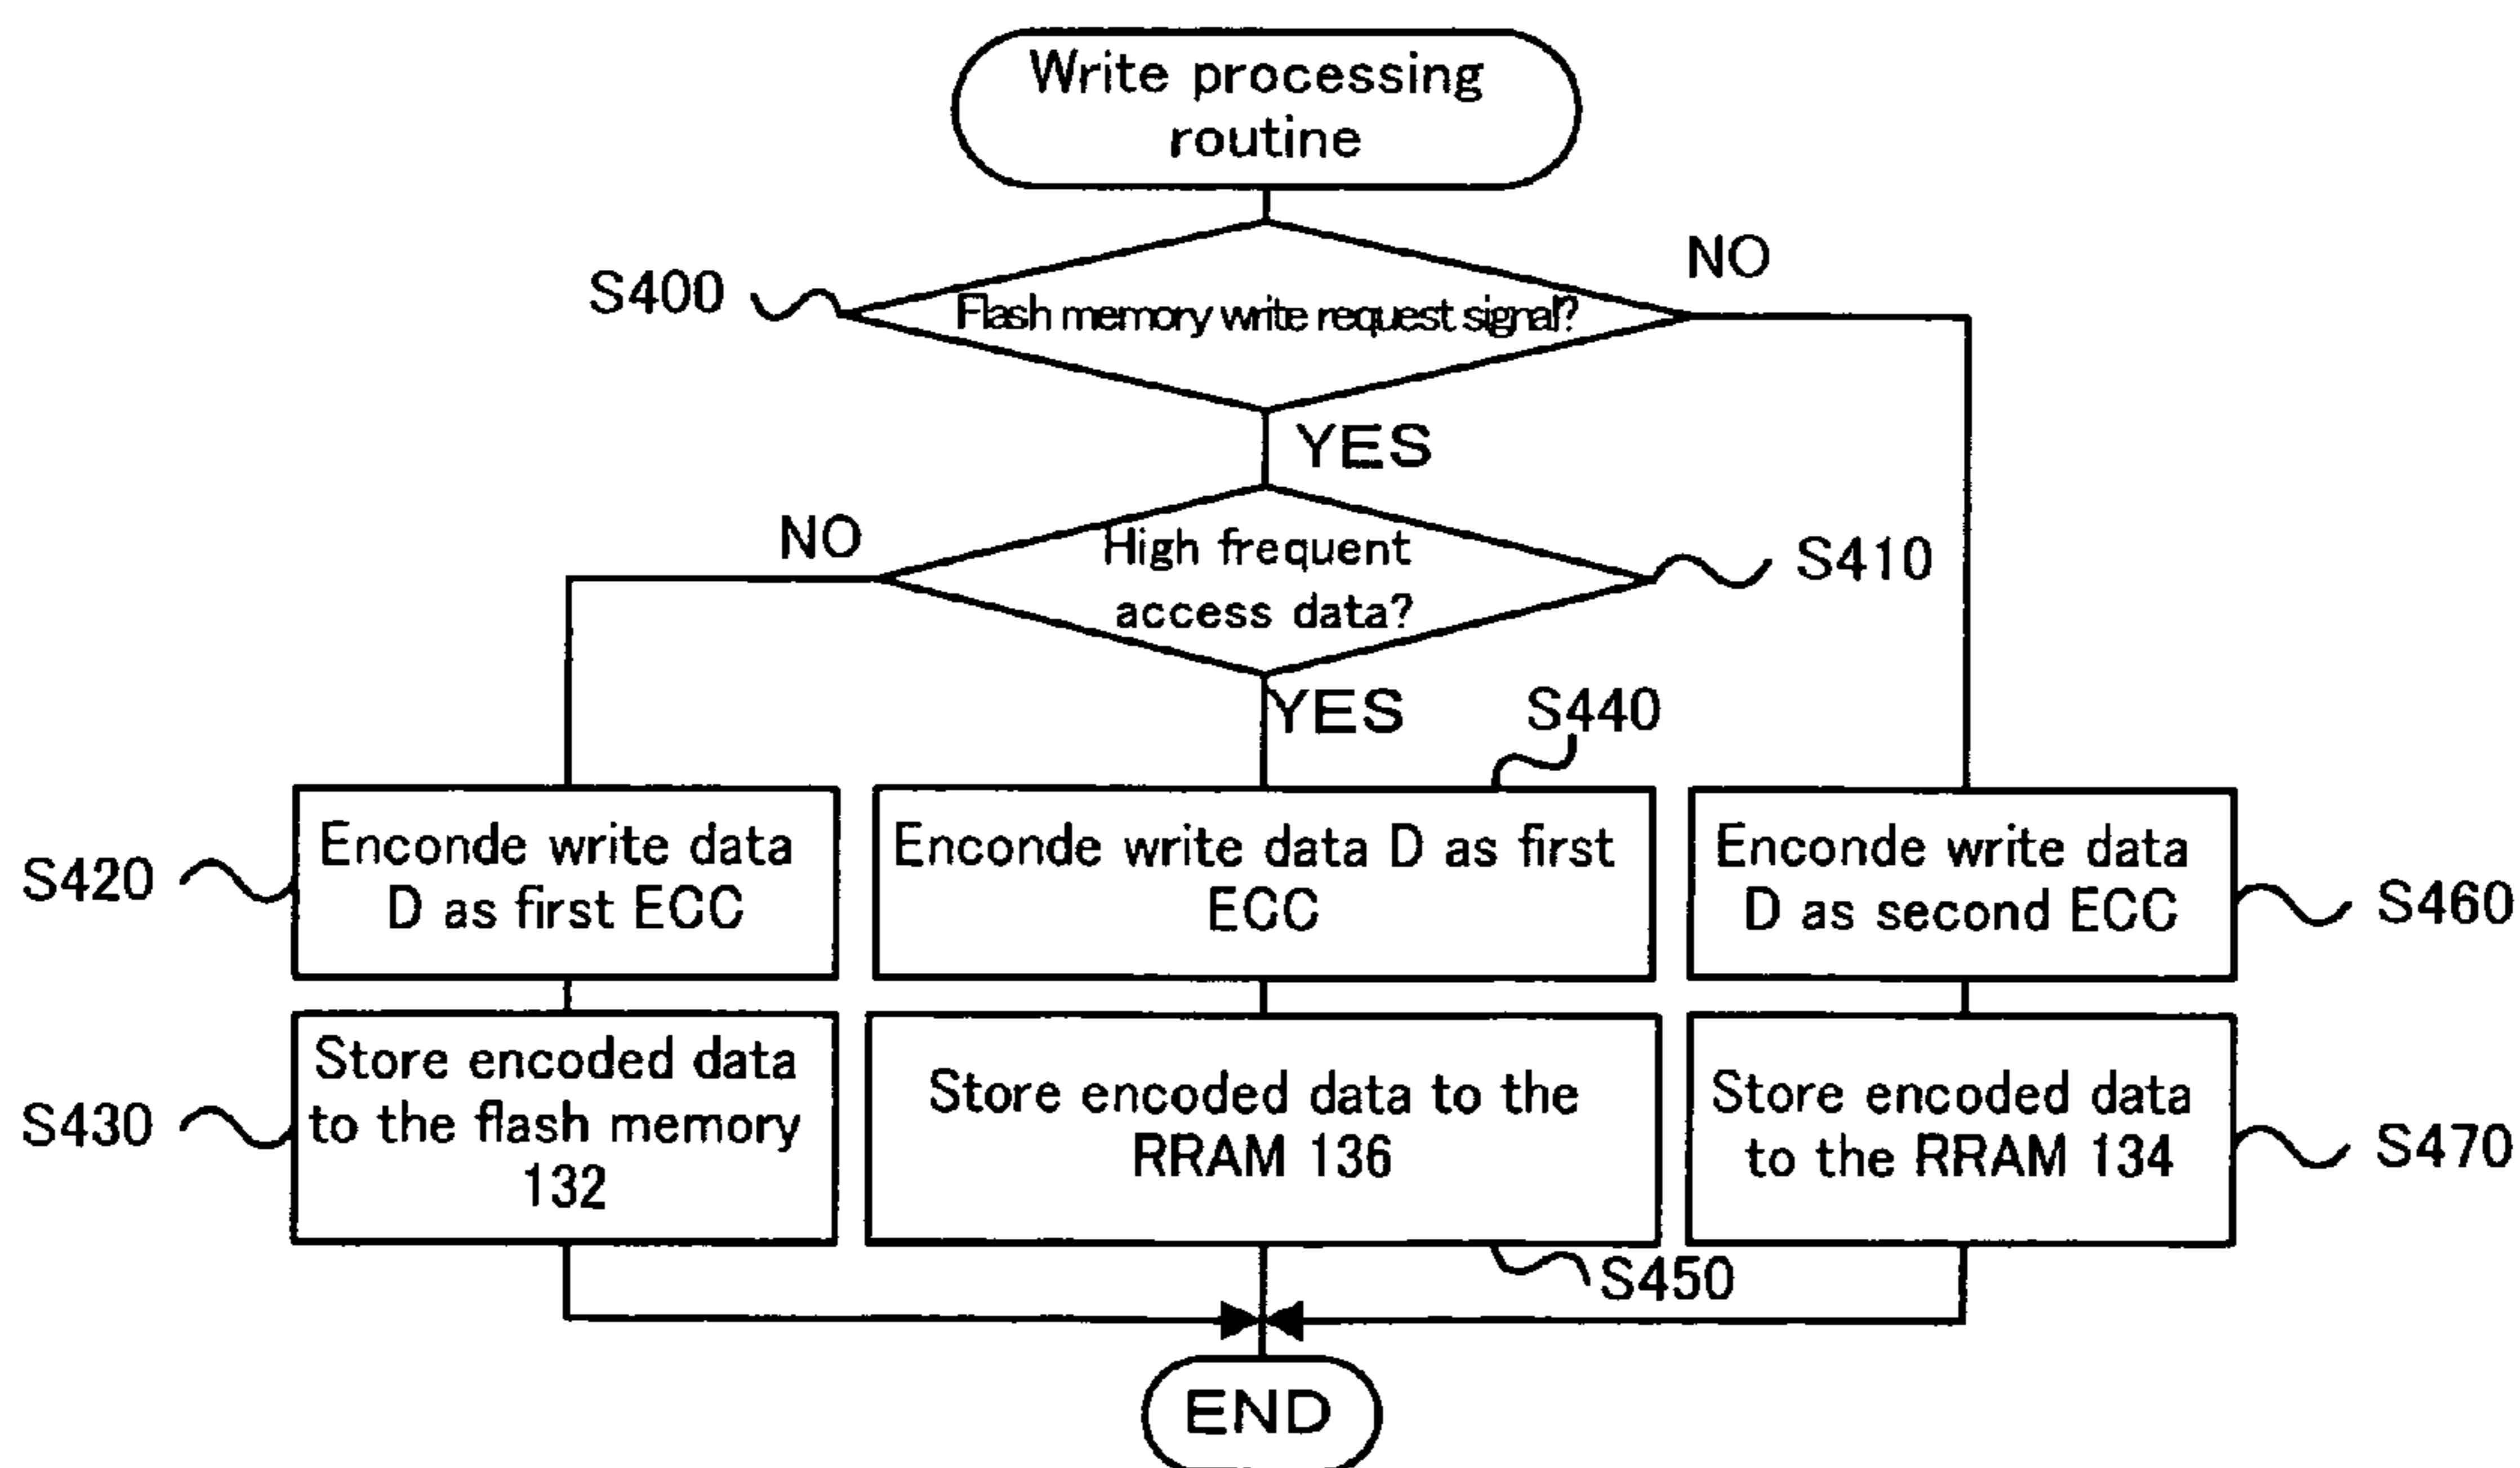 Write processing
routine
NO
S400
Flash memory write request signal?
YES
NO
High frequent
access data?
S410
YES
S440
S420
Enconde write data
D as first ECC
Enconde write data D as first
ECC
Enconde write data
D as second ECC
S460
S430
Store encoded data
to the flash memory
132
Store encoded data to the
RRAM 136
Store encoded data
to the RRAM 134
S470
S450
END